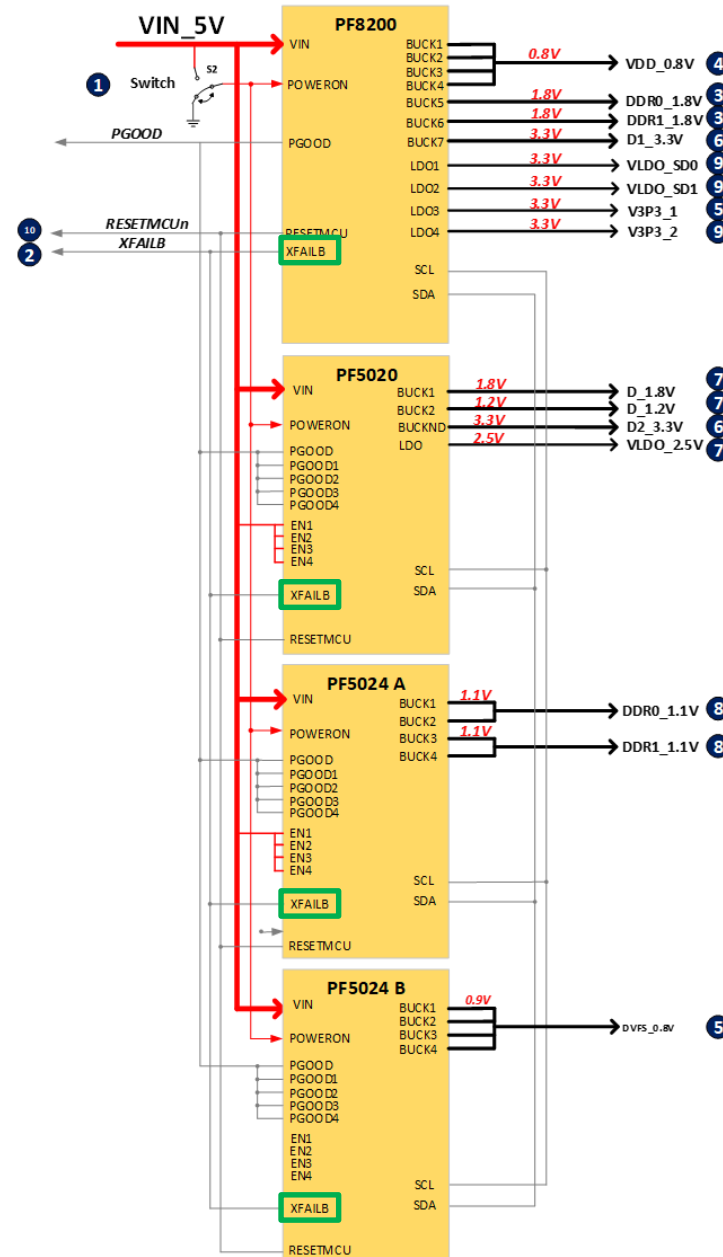 VIN_5V
PF8200
VIN
BUCK1
BUCK2
BUCK3
BUCK4
0.8V
VDD_0.8V
4
1
Switch
S2
POWERON
BUCK5
1.8V
DDR0_1.8V
3
BUCK6
1.8V
DDR1_1.8V
3
PGOOD
PGOOD
BUCK7
3.3V
D1_3.3V
6
LDO1
3.3V
VLDO_SD0
9
LDO2
3.3V
VLDO_SD1
9
LDO3
3.3V
V3P3_1
5
10
RESETMCUn
RESETMCU
LDO4
3.3V
V3P3_2
9
2
XFAILB
XFAILB
SCL
SDA
PF5020
VIN
BUCK1
1.8V
D_1.8V
7
BUCK2
1.2V
D_1.2V
7
POWERON
BUCKND
3.3V
D2_3.3V
6
LDO
2.5V
VLDO_2.5V
7
PGOOD
PGOOD1
PGOOD2
PGOOD3
PGOOD4
EN1
EN2
EN3
EN4
SCL
XFAILB
SDA
RESETMCU
PF5024 A
VIN
BUCK1
1.1V
BUCK2
DDR0_1.1V
8
POWERON
BUCK3
1.1V
BUCK4
DDR1_1.1V
8
PGOOD
PGOOD1
PGOOD2
PGOOD3
PGOOD4
EN1
EN2
EN3
EN4
SCL
XFAILB
SDA
RESETMCU
PF5024 B
VIN
BUCK1
0.9V
BUCK2
BUCK3
BUCK4
DVFS_0.8V
5
POWERON
PGOOD
PGOOD1
PGOOD2
PGOOD3
PGOOD4
EN1
EN2
EN3
EN4
SCL
XFAILB
SDA
RESETMCU